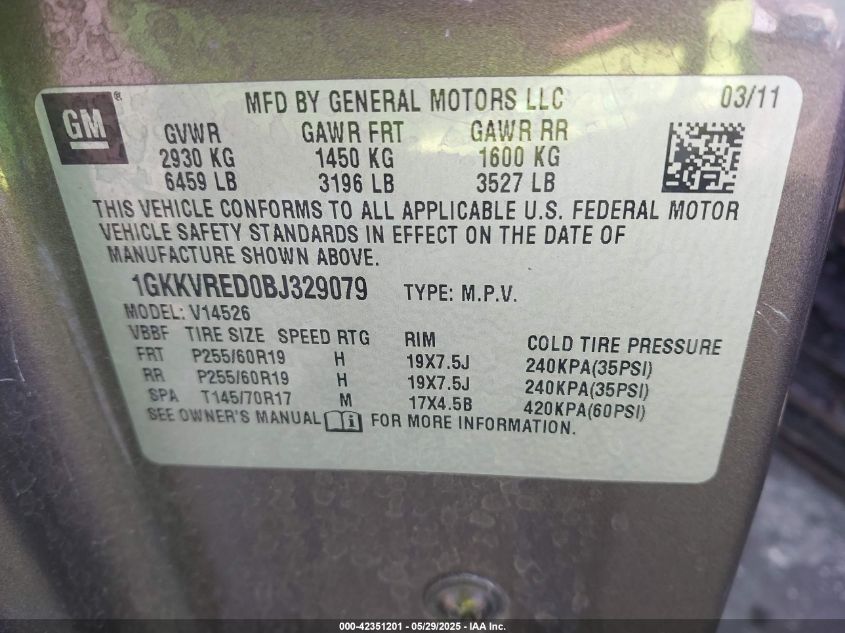 GM® MFD BY GENERAL MOTORS LLC 03/11
GVWR GAWR FRT GAWR RR
2930 KG 1450 KG 1600 KG
6459 LB 3196 LB 3527 LB
THIS VEHICLE CONFORMS TO ALL APPLICABLE U.S. FEDERAL MOTOR
VEHICLE SAFETY STANDARDS IN EFFECT ON THE DATE OF
MANUFACTURE SHOWN ABOVE.
1GKKVRED0BJ329079 TYPE: M.P.V.
MODEL: V14526
VBBF TIRE SIZE SPEED RTG RIM COLD TIRE PRESSURE
FRT P255/60R19 H 19X7.5J 240KPA(35PSI)
RR P255/60R19 H 19X7.5J 240KPA(35PSI)
SPA T145/70R17 M 17X4.5B 420KPA(60PSI)
SEE OWNER'S MANUAL i FOR MORE INFORMATION.
000-42351201 - 05/29/2025 - IAA Inc.